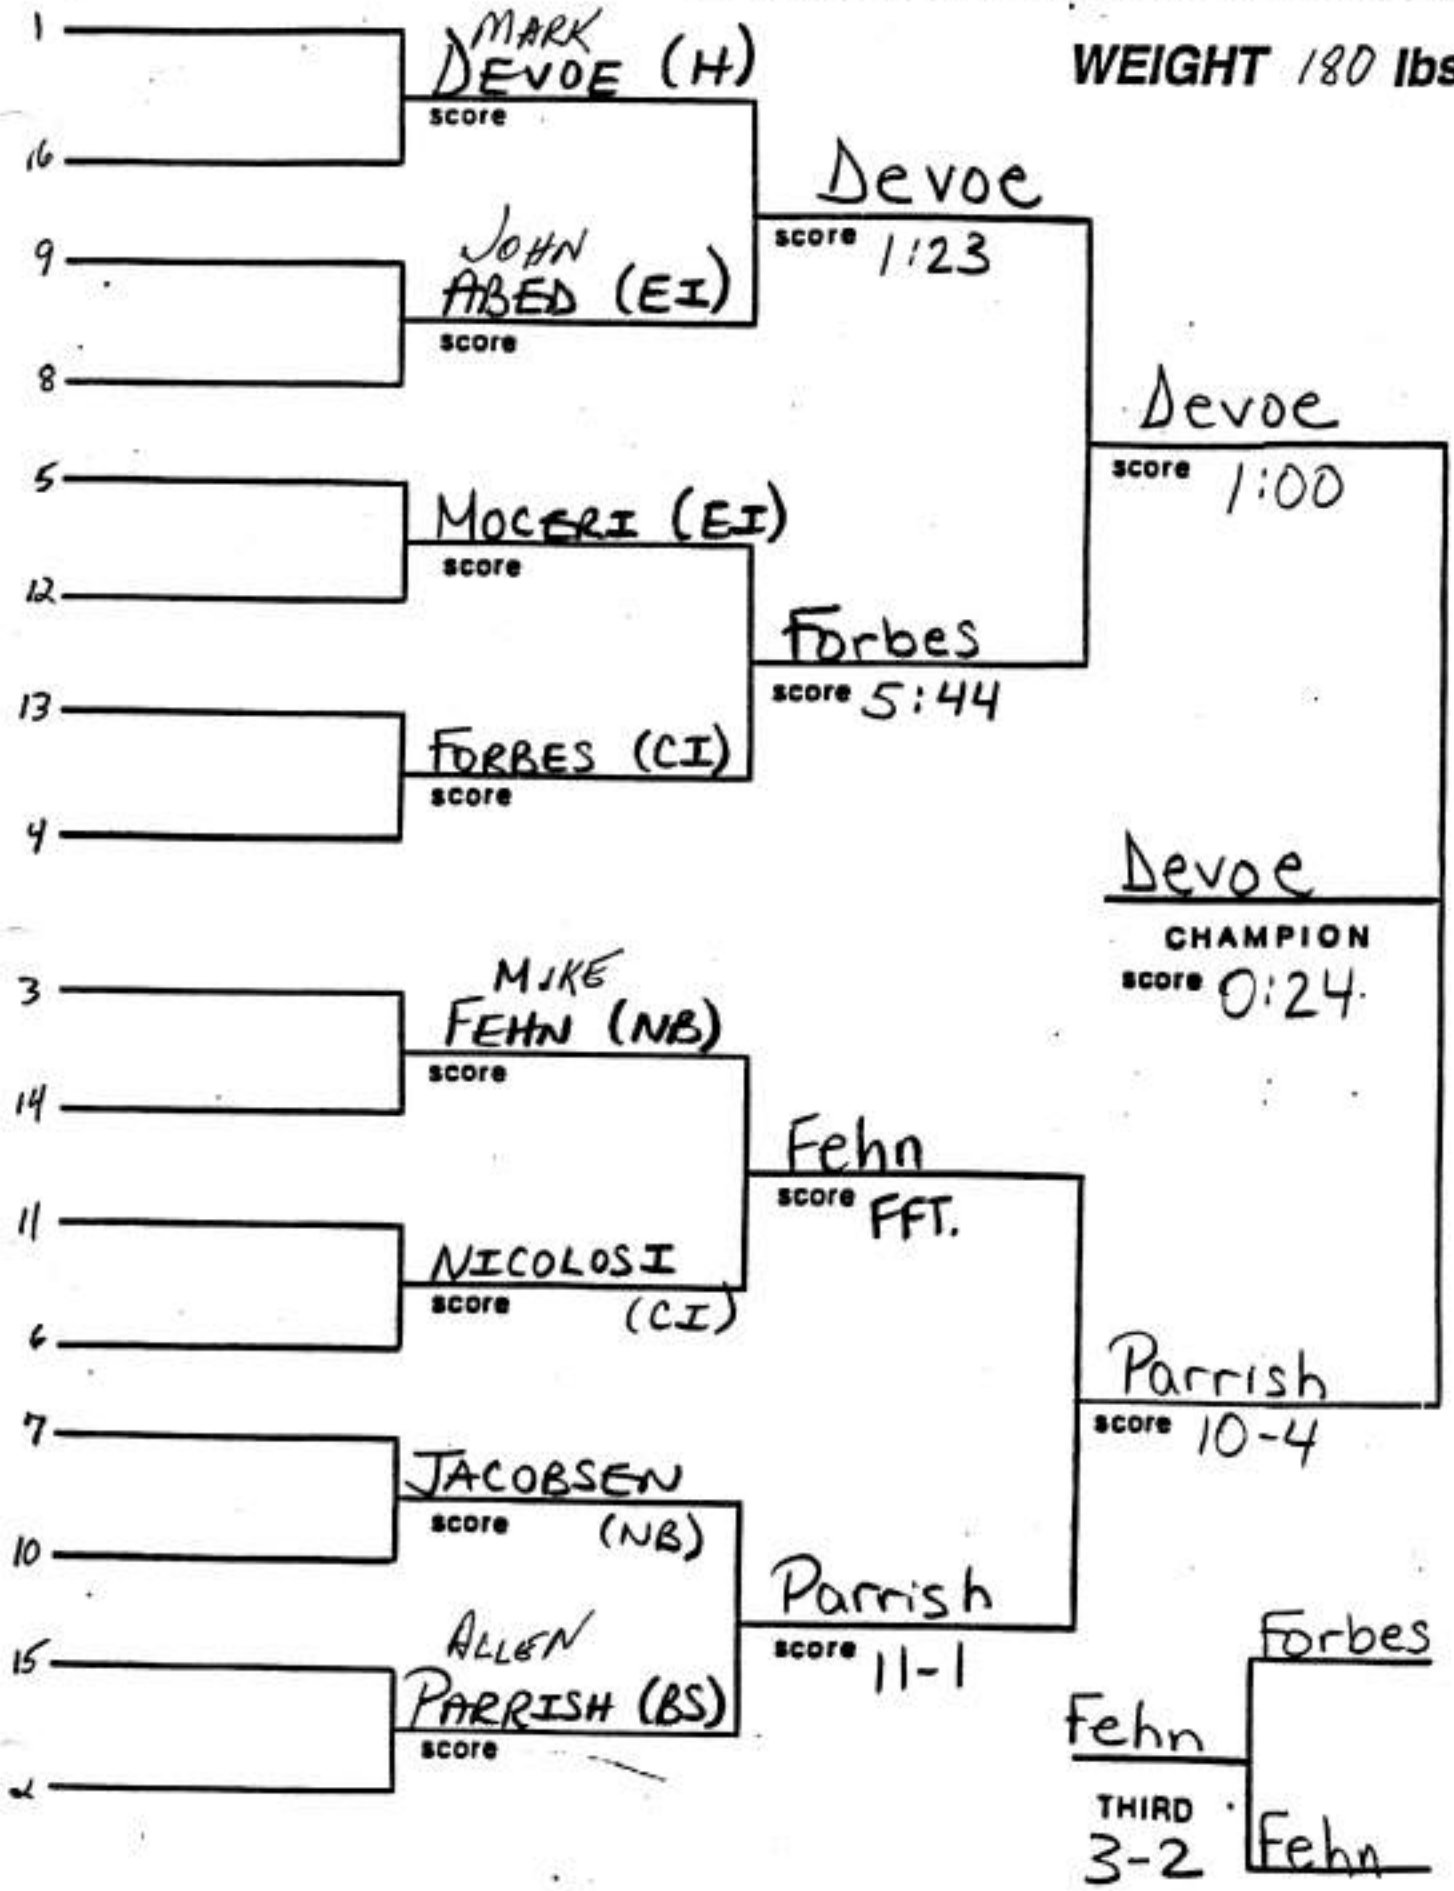 WEIGHT 180 lbs
1
MARK
DEVOE (H)
score
16
Devoe
score 1:23
9
JOHN
ABED (EI)
score
8
Devoe
score 1:00
5
MOCERI (EI)
score
12
Forbes
score 5:44
13
FORBES (CI)
score
4
Devoe
CHAMPION
score 0:24
3
MIKE
FEHN (NB)
score
14
Fehn
score FFT.
11
NICOLOSI
score (CI)
6
Parrish
score 10-4
7
JACOBSEN
score (NB)
10
Parrish
score 11-1
15
ALLEN
PARRISH (BS)
score
2
Forbes
Fehn
THIRD
3-2
Fehn